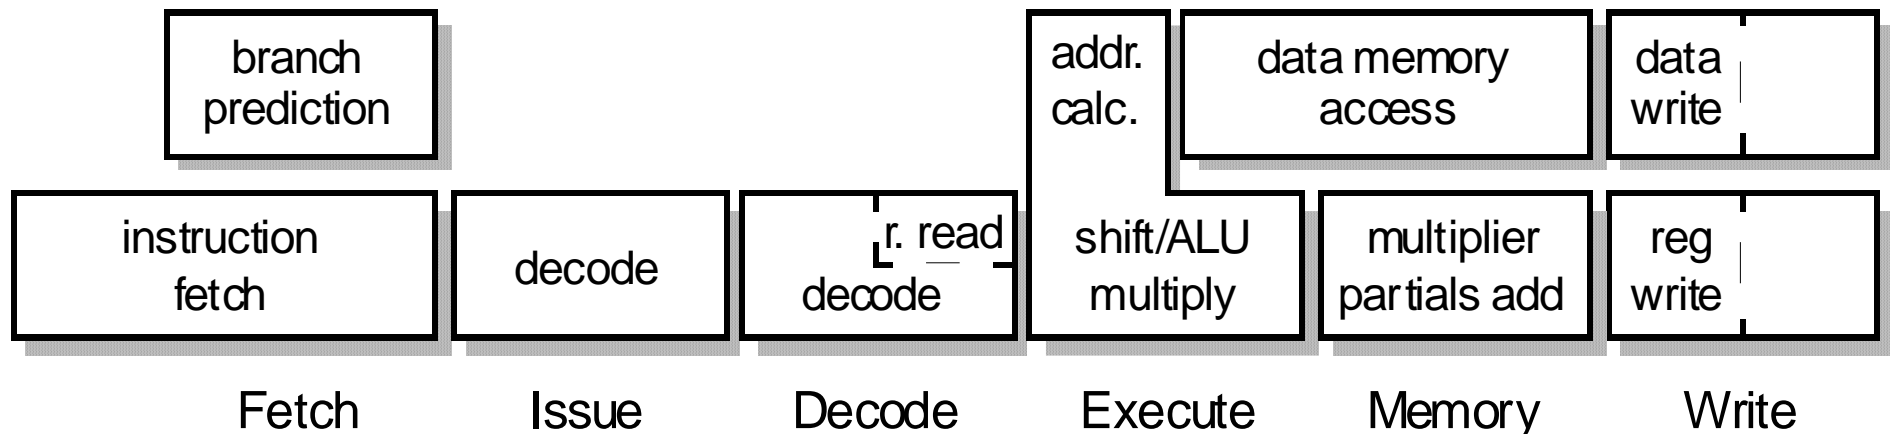 branch
prediction
addr.
calc.
data memory
access
data
write
instruction
fetch
decode
r. read
decode
shift/ALU
multiply
multiplier
partials add
reg
write
Fetch
Issue
Decode
Execute
Memory
Write